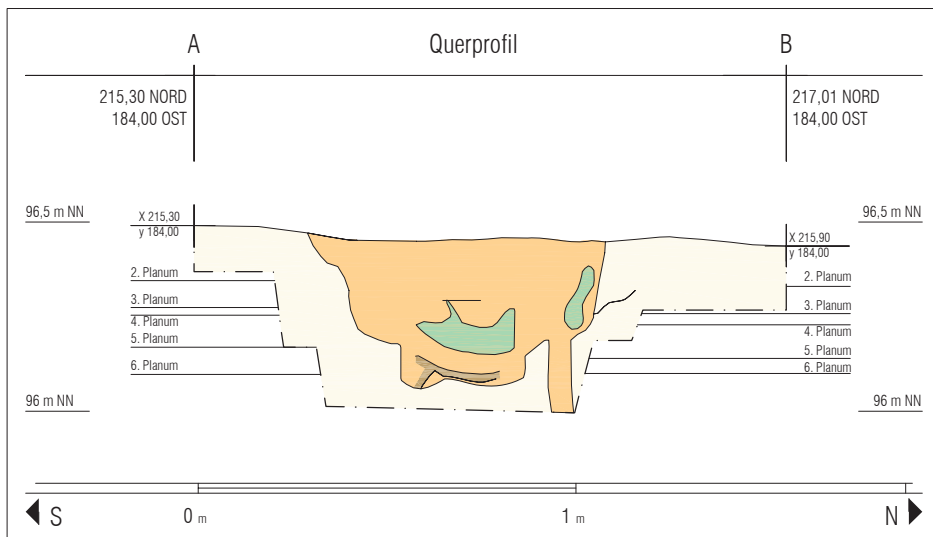 A
Querprofil
B
215,30 NORD
184,00 OST
217,01 NORD
184,00 OST
96,5 m NN
X 215,30
y 184,00
96,5 m NN
X 215,90
y 184,00
2. Planum
3. Planum
4. Planum
5. Planum
6. Planum
2. Planum
3. Planum
4. Planum
5. Planum
6. Planum
96 m NN
96 m NN
S
0 m
1 m
N